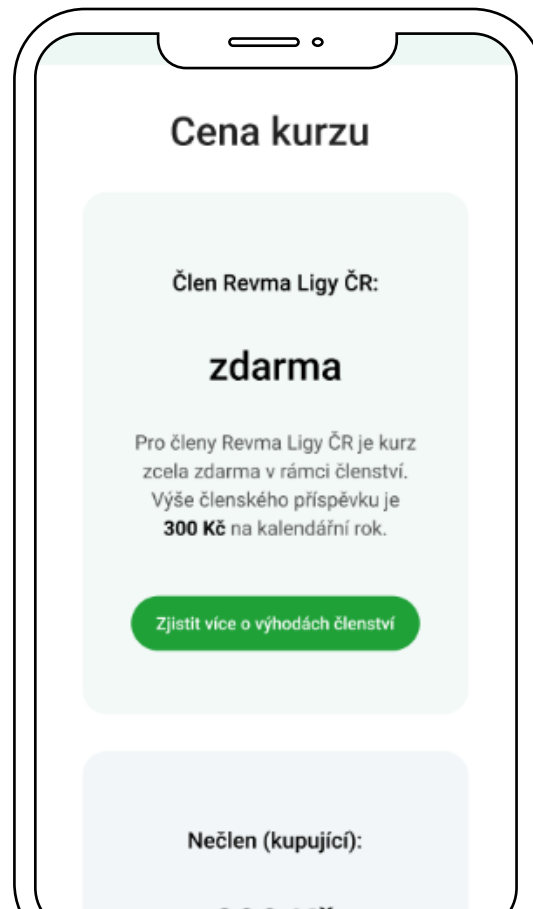 Cena kurzu
Člen Revma Ligy ČR:
zdarma
Pro členy Revma Ligy ČR je kurz
zcela zdarma v rámci členství.
Výše členského příspěvku je
300 Kč na kalendářní rok.
Zjistit více o výhodách členství
Nečlen (kupující):